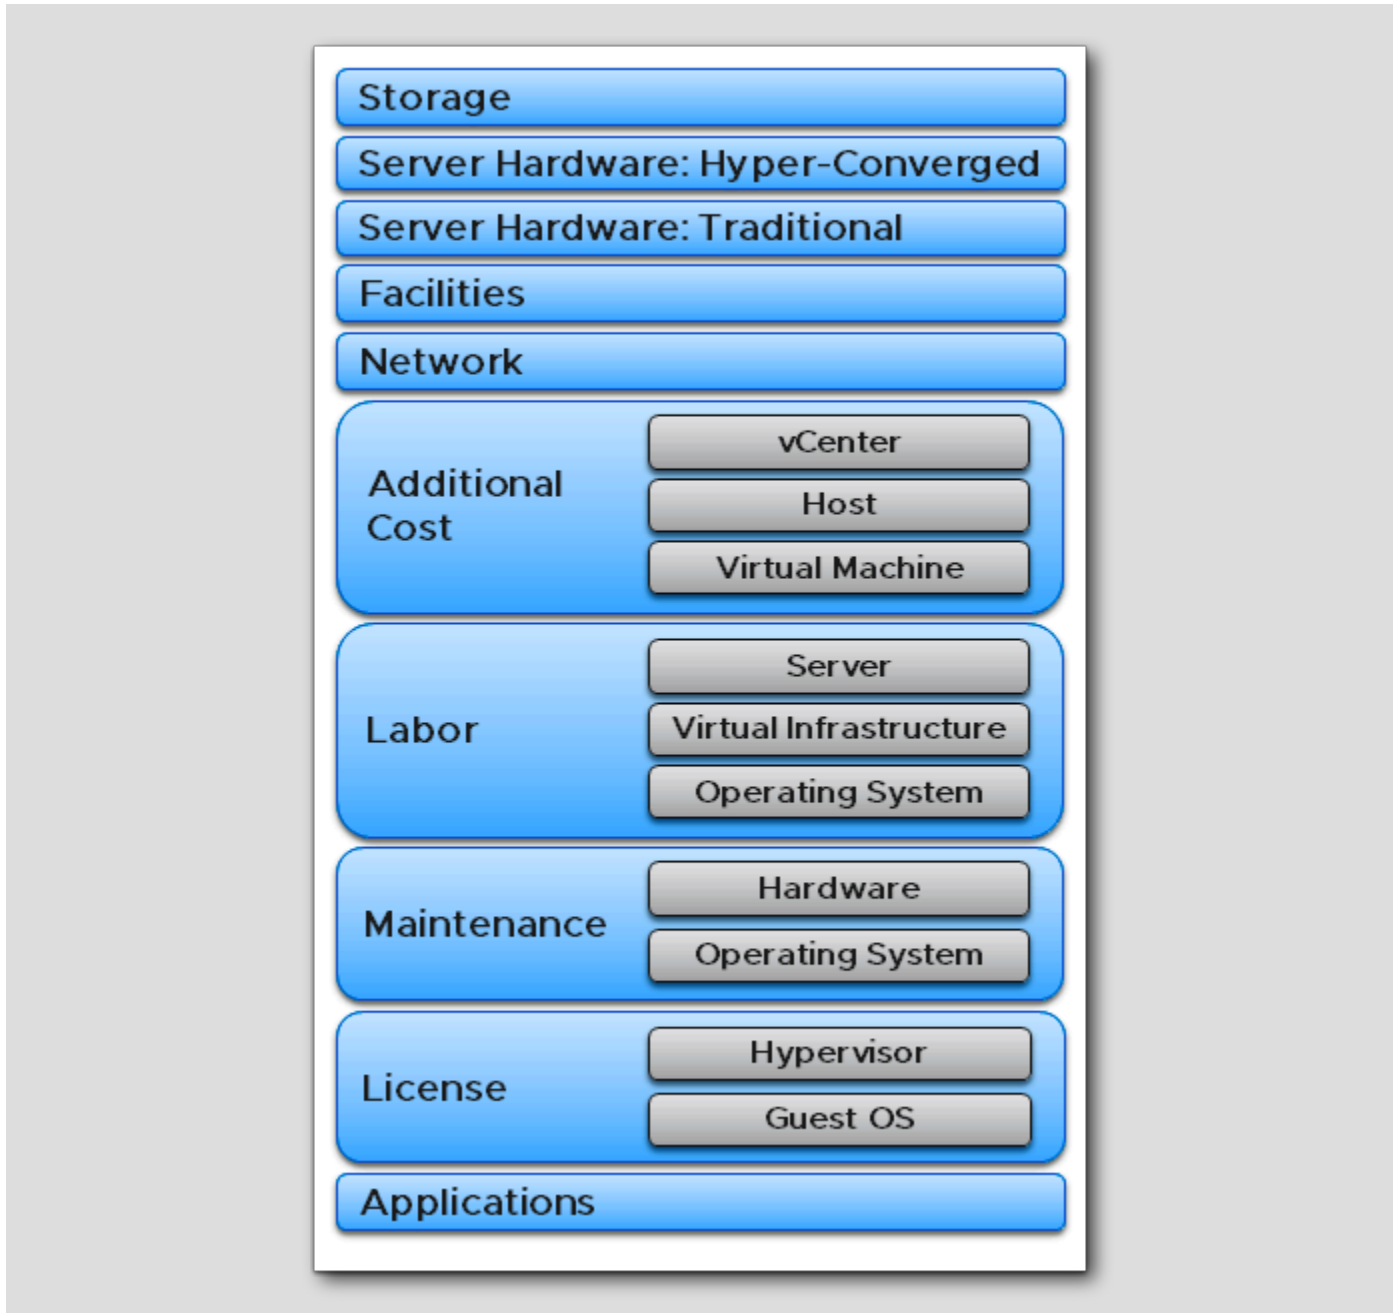 Storage
Server Hardware: Hyper-Converged
Server Hardware: Traditional
Facilities
Network
Additional
Cost
vCenter
Host
Virtual Machine
Labor
Server
Virtual Infrastructure
Operating System
Maintenance
Hardware
Operating System
License
Hypervisor
Guest OS
Applications